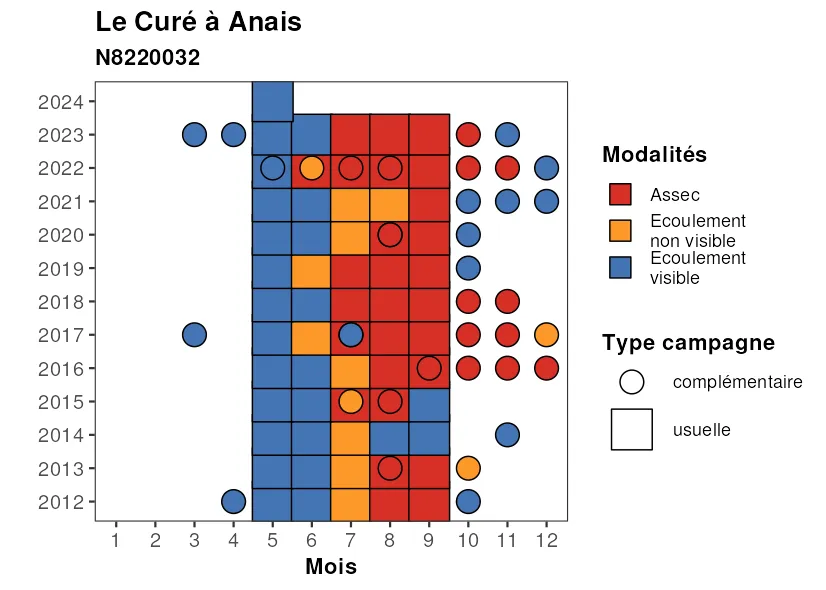 Le Curé à Anais
N8220032
2024
2023
2022
2021
2020
2019
2018
2017
2016
2015
2014
2013
2012
1 2 3 4 5 6 7 8 9 10 11 12
Mois
Modalités
Assec
Ecoulement
non visible
Ecoulement
visible
Type campagne
complémentaire
usuelle